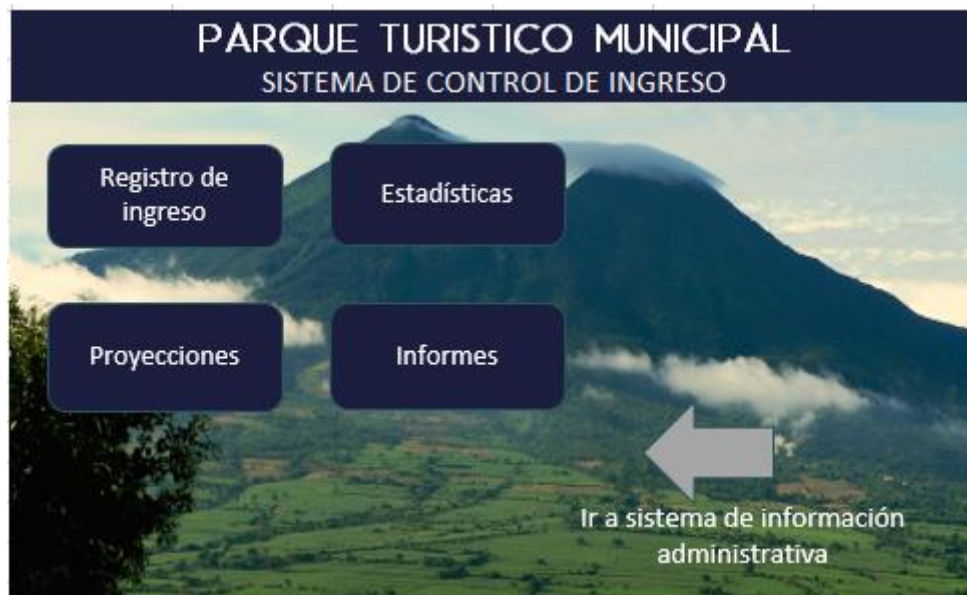 PARQUE TURISTICO MUNICIPAL
SISTEMA DE CONTROL DE INGRESO
Registro de
ingreso
Estadísticas
Proyecciones
Informes
Ir a sistema de información
administrativa